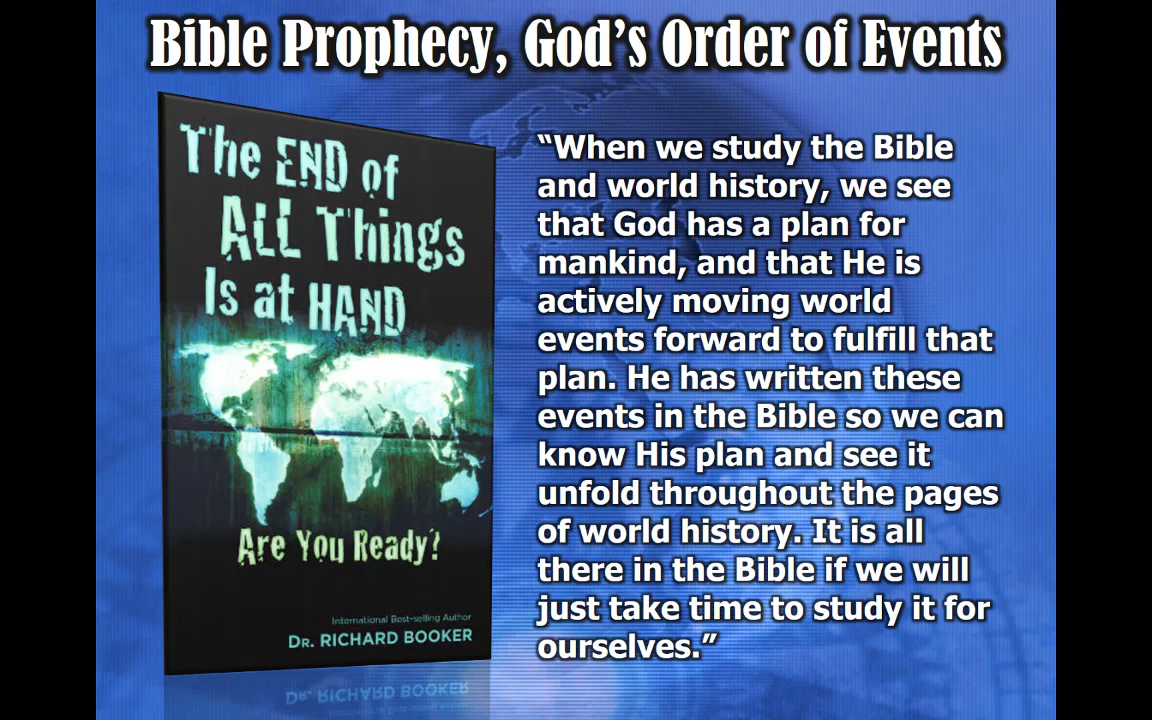 Bible Prophecy, God's Order of Events
The END of
ALL Things
Is at HAND
Are You Ready?
International Best-selling Author
DR. RICHARD BOOKER
DR. RICHARD BOOKER
International Best-selling Author
“When we study the Bible
and world history, we see
that God has a plan for
mankind, and that He is
actively moving world
events forward to fulfill that
plan. He has written these
events in the Bible so we can
know His plan and see it
unfold throughout the pages
of world history. It is all
there in the Bible if we will
just take time to study it for
ourselves.”